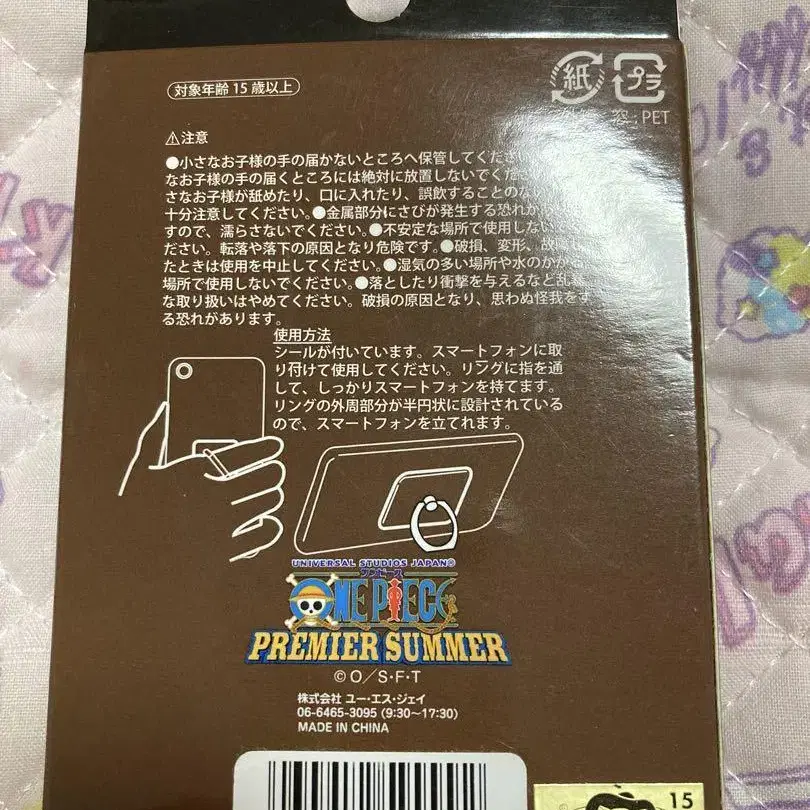 対象年齢 15 歳以上
紙
プラ
: PET
⚠注意
●小さなお子様の手の届かないところへ保管してくださ
なお子様の手の届くところには絶対に放置しないでくださ
さなお子様が舐めたり、口に入れたり、誤飲することのな
十分注意してください。●金属部分にさびが発生する恐れが
すので、濡らさないでください。●不安定な場所で使用しない
ださい。転落や落下の原因となり危険です。●破損、変形、故障
たときは使用を中止してください。●湿気の多い場所や水のかか
場所で使用しないでください。●落としたり衝撃を与えるなど乱
な取り扱いはやめてください。破損の原因となり、思わぬ怪我をす
る恐れがあります。
使用方法
シールが付いています。スマートフォンに取
り付けて使用してください。リングに指を通
して、しっかりスマートフォンを持てます。
リングの外周部分が半円状に設計されている
ので、スマートフォンを立てれます。
UNIVERSAL STUDIOS JAPAN®
ワンピース
ONE PIECE
PREMIER SUMMER
©O／S・F・T
株式会社 ユー・エス・ジェイ
06-6465-3095 (9:30～17:30)
MADE IN CHINA
15